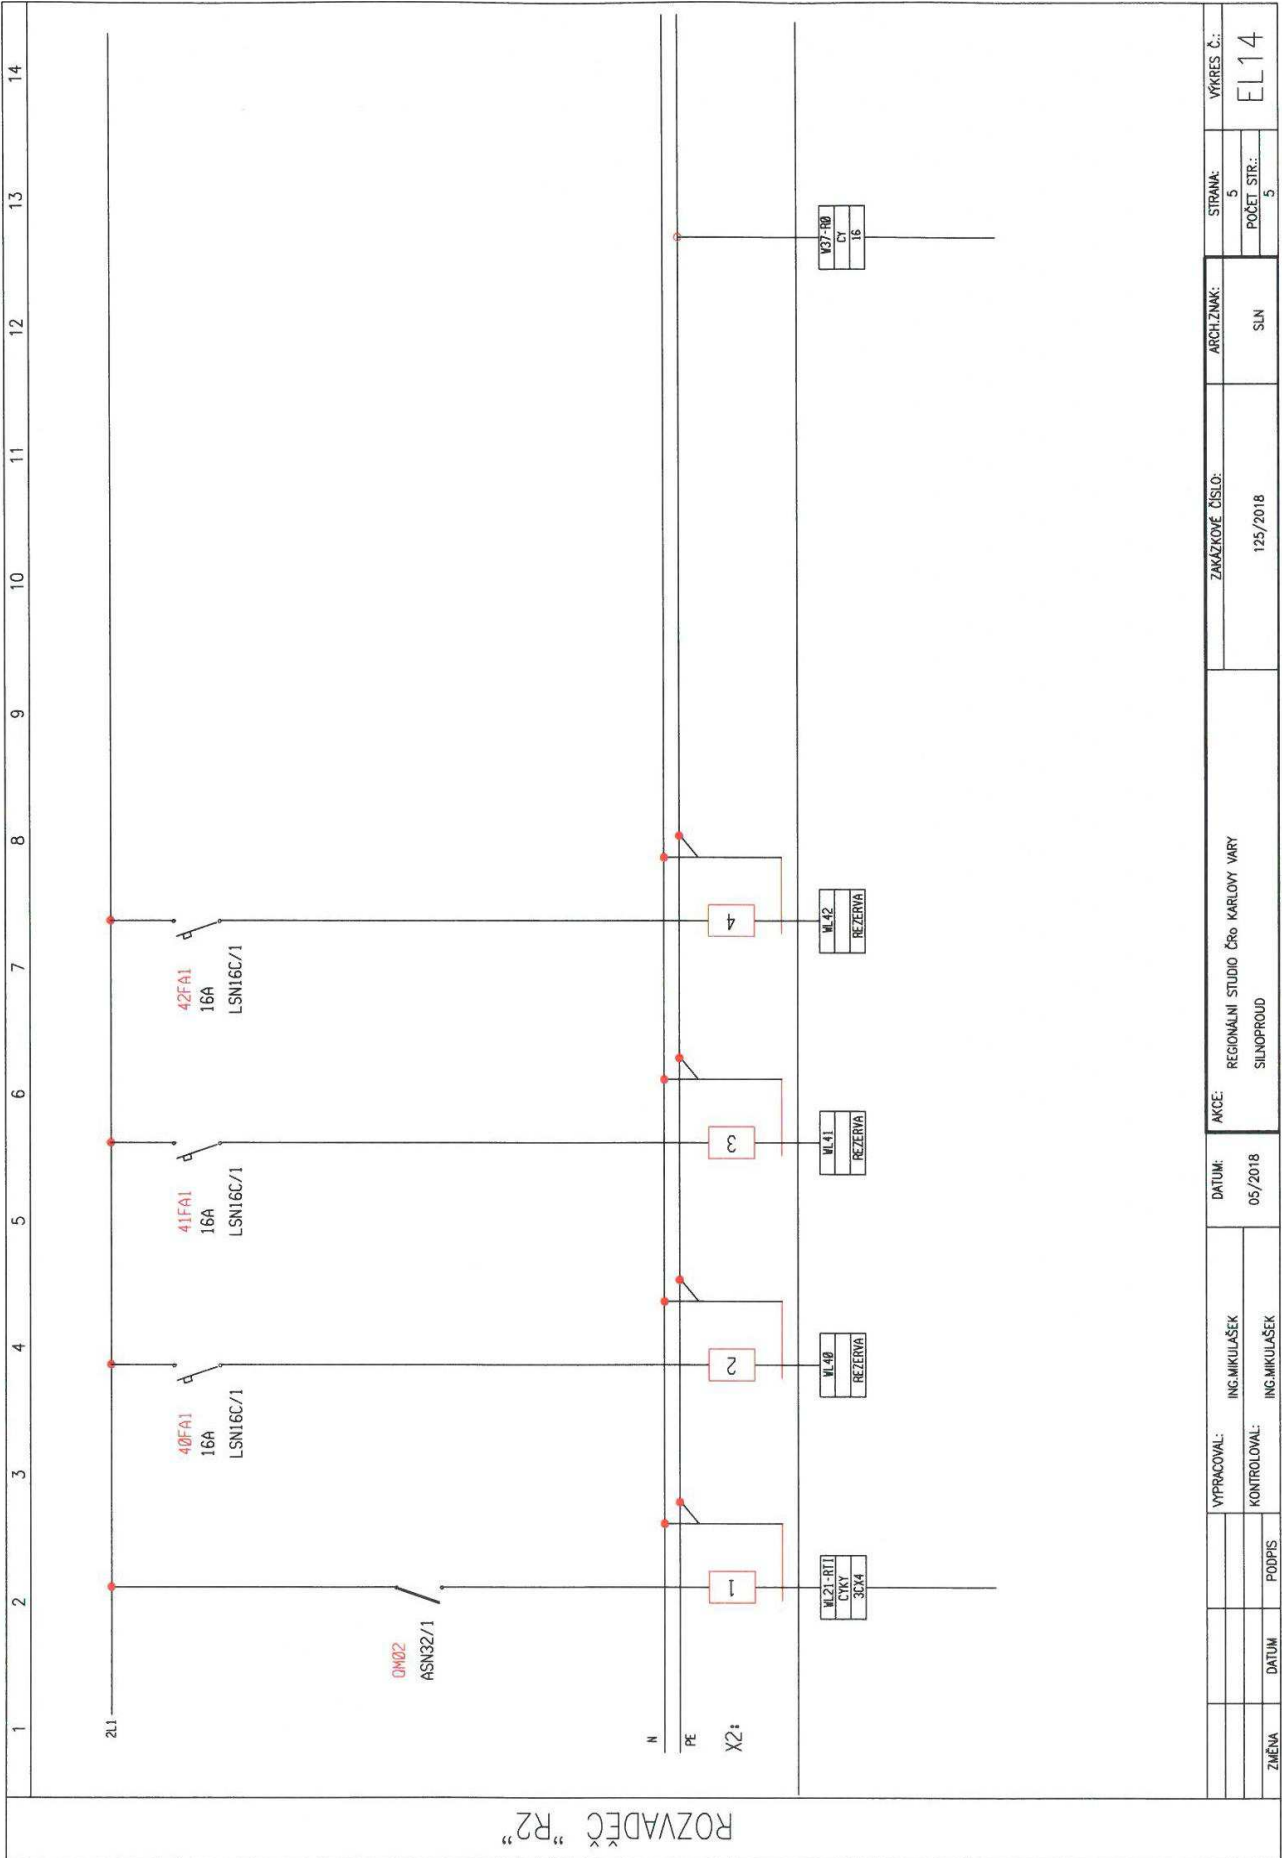 1 2 3 4 5 6 7 8 9 10 11 12 13 14
ROZVADĚČ "R2"
2L1
QM02
ASN32/1
40FA1
16A
LSN16C/1
41FA1
16A
LSN16C/1
42FA1
16A
LSN16C/1
N
PE
X2:
1
2
3
4
WL21-RTI
CYKY
3CX4
WL40
REZERVA
WL41
REZERVA
WL42
REZERVA
W37-R0
CY
16
ZMĚNA
DATUM
PODPIS
VYPRACOVAL:
ING.MIKULÁŠEK
KONTROLOVAL:
ING.MIKULÁŠEK
DATUM:
05/2018
AKCE:
REGIONÁLNÍ STUDIO ČRo KARLOVY VARY
SILNOPROUD
ZAKÁZKOVÉ ČÍSLO:
125/2018
ARCH.ZNAK:
SLN
STRANA:
5
POČET STR.:
5
VÝKRES Č.:
EL14